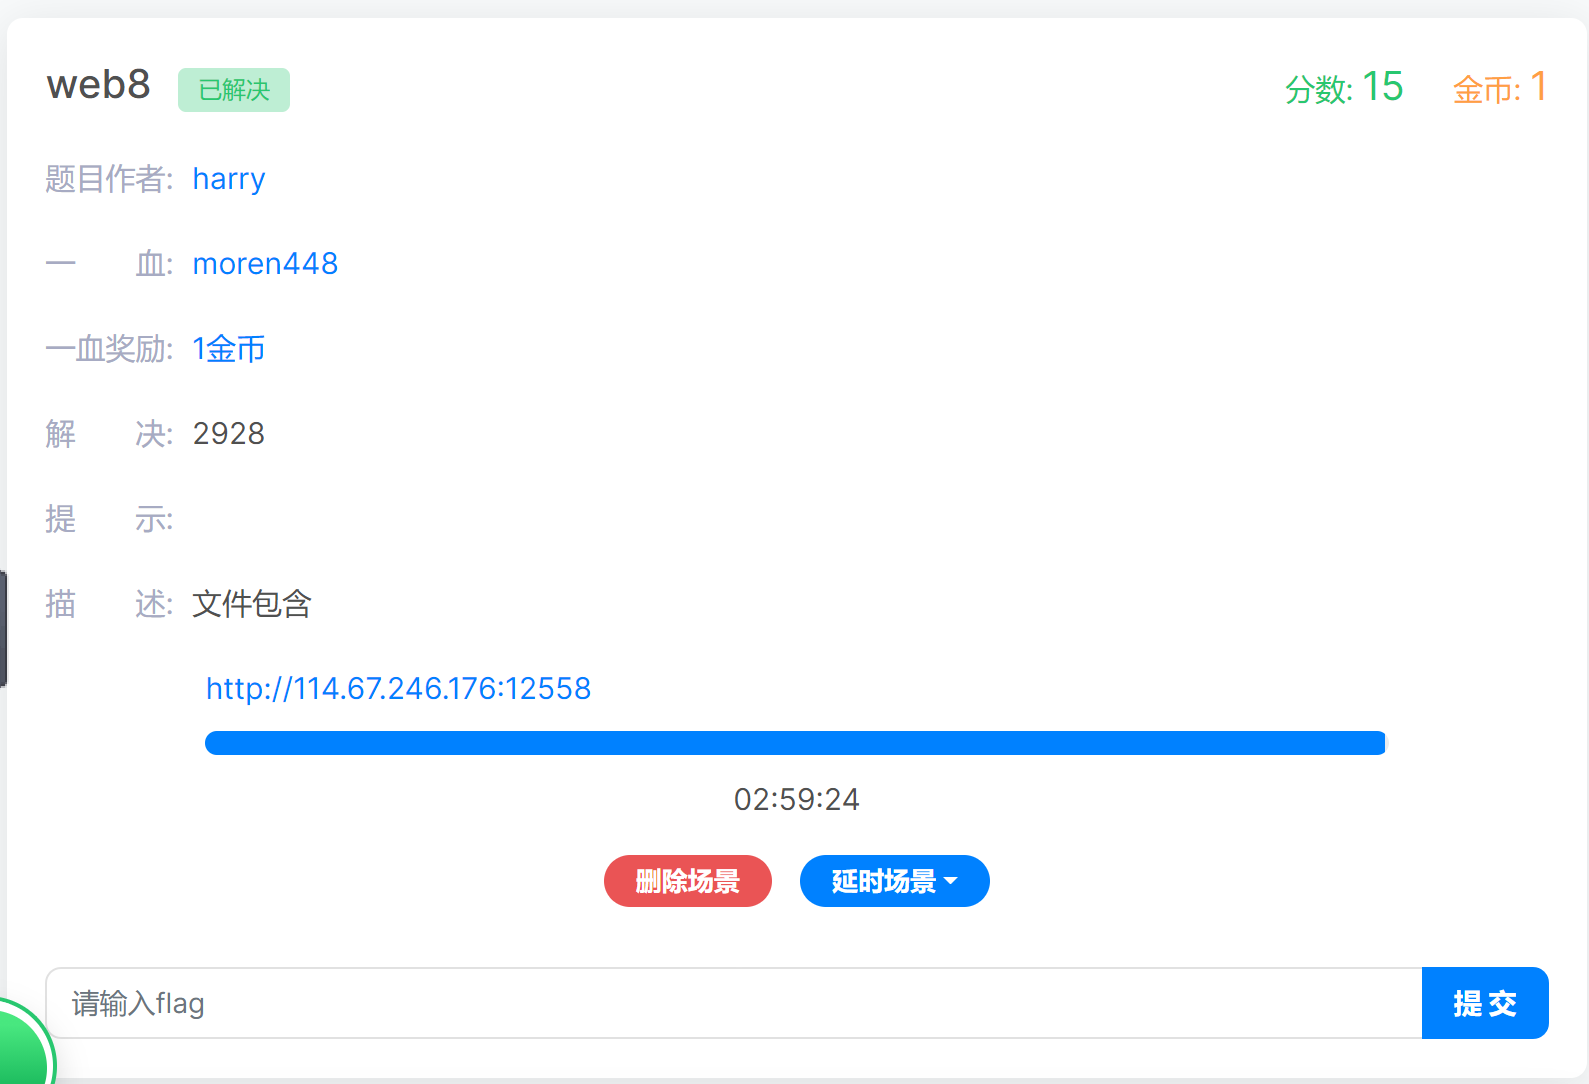 web8 已解决 分数: 15 金币: 1
题目作者: harry
一 血: moren448
一血奖励: 1金币
解 决: 2928
提 示:
描 述: 文件包含
http://114.67.246.176:12558
02:59:24
删除场景 延时场景
请输入flag 提 交